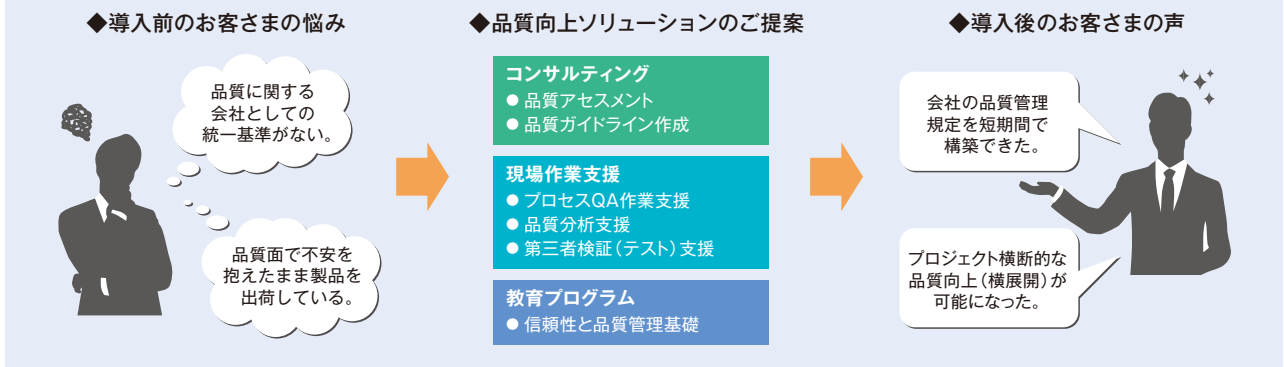 ◆導入前のお客さまの悩み
品質に関する
会社としての
統一基準がない。
品質面で不安を
抱えたまま製品を
出荷している。
◆品質向上ソリューションのご提案
コンサルティング
● 品質アセスメント
● 品質ガイドライン作成
現場作業支援
● プロセスQA作業支援
● 品質分析支援
● 第三者検証（テスト）支援
教育プログラム
● 信頼性と品質管理基礎
◆導入後のお客さまの声
会社の品質管理
規定を短期間で
構築できた。
プロジェクト横断的な
品質向上（横展開）が
可能になった。